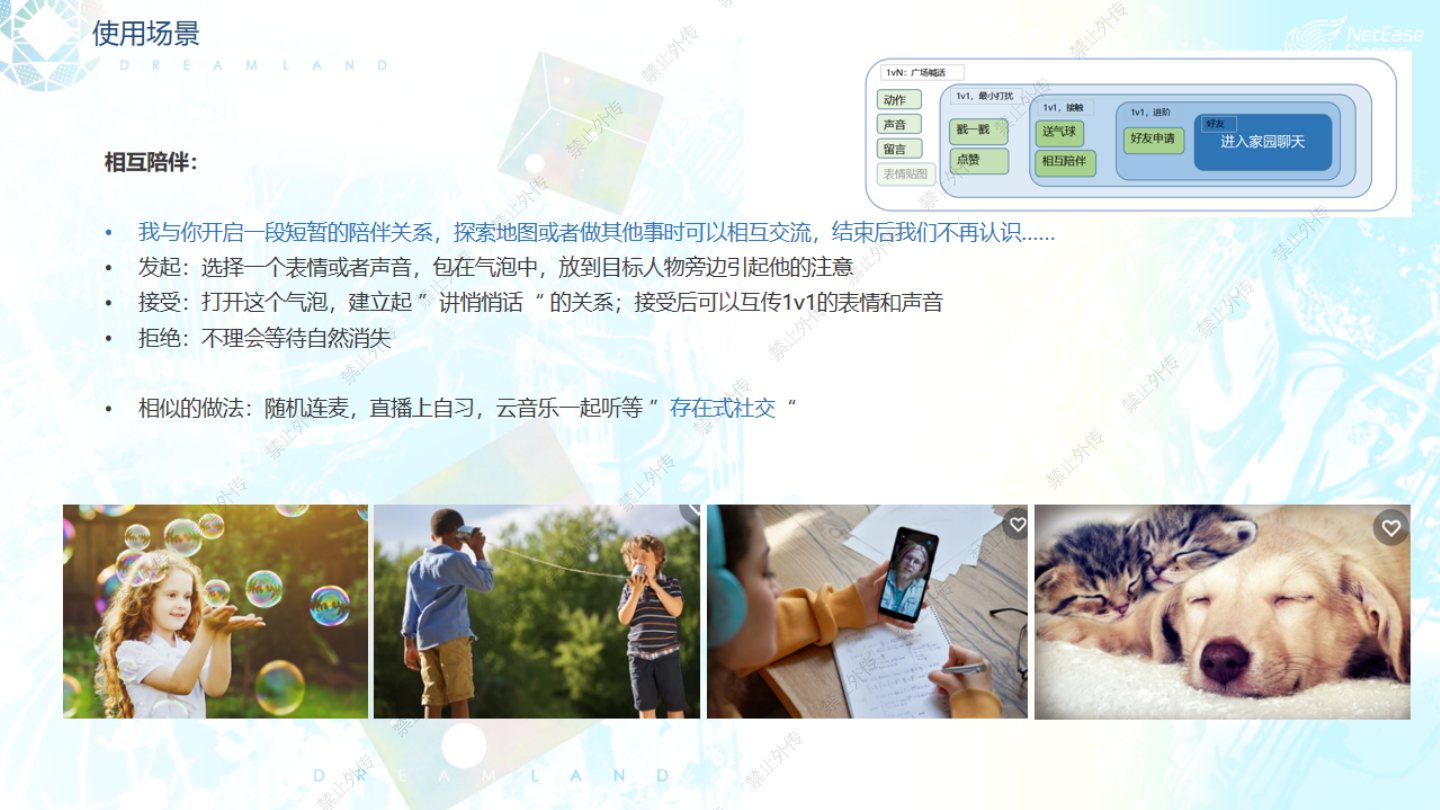 使用场景
D R E A M L A N D
NetEase
Games
1vN：广场喊话
动作
声音
留言
表情贴图
1v1，最小打扰
戳一戳
点赞
1v1，接触
送气球
相互陪伴
1v1，进阶
好友申请
好友
进入家园聊天
相互陪伴：
• 我与你开启一段短暂的陪伴关系，探索地图或者做其他事时可以相互交流，结束后我们不再认识……
• 发起：选择一个表情或者声音，包在气泡中，放到目标人物旁边引起他的注意
• 接受：打开这个气泡，建立起 ” 讲悄悄话 “ 的关系；接受后可以互传1v1的表情和声音
• 拒绝：不理会等待自然消失
• 相似的做法：随机连麦，直播上自习，云音乐一起听等 ” 存在式社交 “
D R E A M L A N D
禁止外传